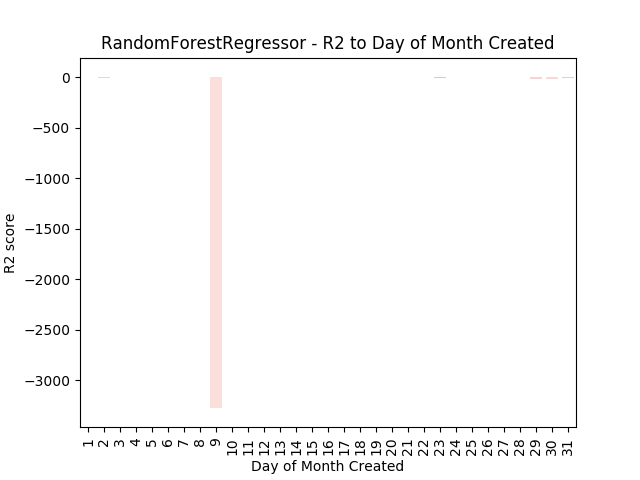 RandomForestRegressor - R2 to Day of Month Created
0
−500
−1000
−1500
−2000
−2500
−3000
R2 score
1 2 3 4 5 6 7 8 9 10 11 12 13 14 15 16 17 18 19 20 21 22 23 24 25 26 27 28 29 30 31
Day of Month Created